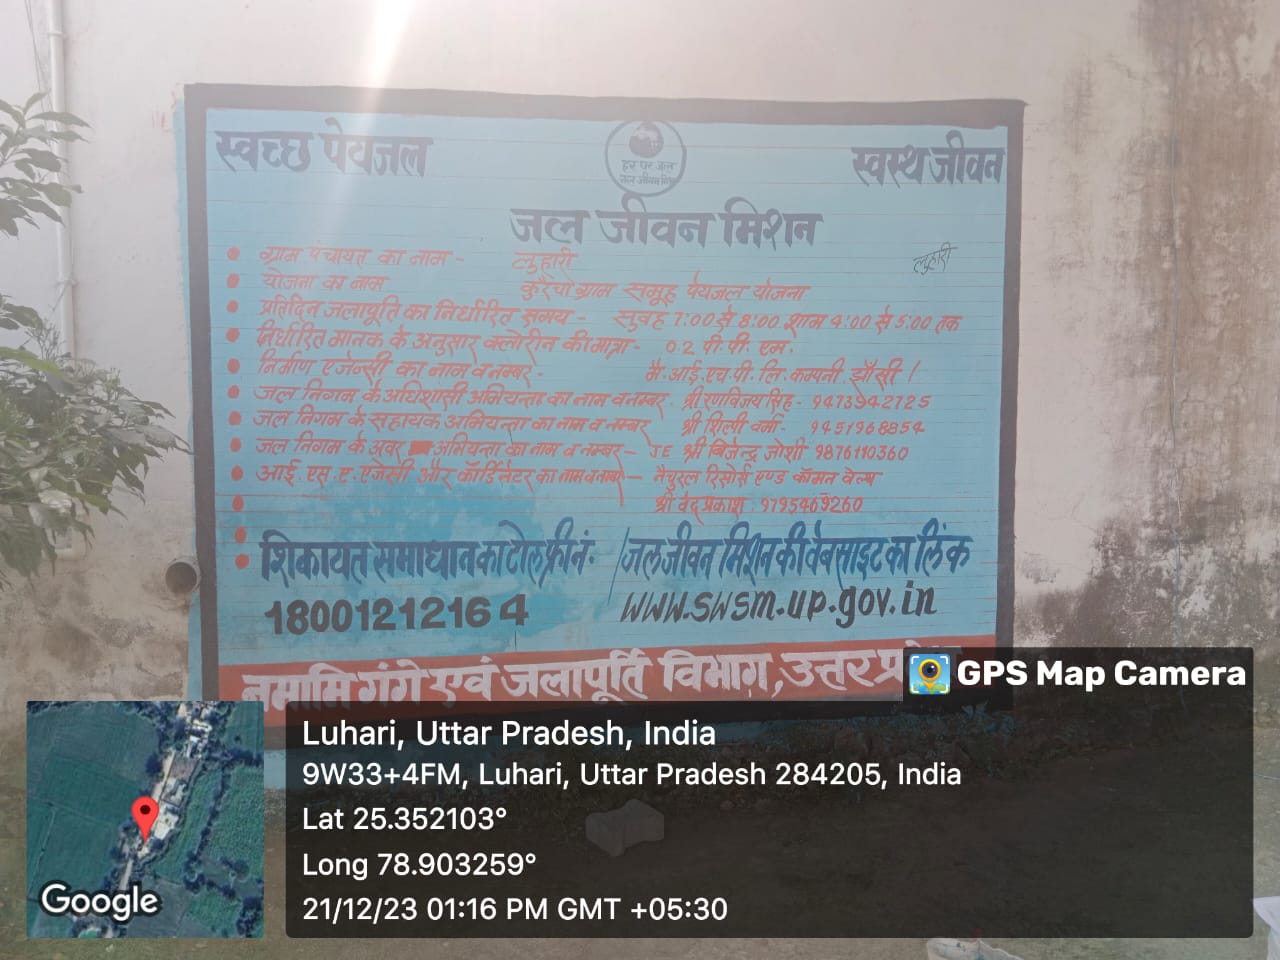 स्वच्छ पेयजल
हर घर जल
जल जीवन मिशन
स्वस्थ जीवन
जल जीवन मिशन
लुहारी
ग्राम पंचायत का नाम - लुहारी
योजना का नाम कुरैचा ग्राम समूह पेयजल योजना
प्रतिदिन जलापूर्ति का निर्धारित समय - सुबह 7:00 से 8:00 शाम 4:00 से 5:00 तक
निर्धारित मानक के अनुसार क्लोरीन की मात्रा - 0.2 पी. पी. एम.
निर्माण एजेन्सी का नाम व नम्बर - मै. आई. एच. पी. लि. कम्पनी, झाँसी /
जल निगम के अधिशासी अभियन्ता का नाम व नम्बर. श्री रणविजय सिंह - 9473942725
जल निगम के सहायक अभियन्ता का नाम व नम्बर श्री शिल्पी वर्मा - 9451968854
जल निगम के अवर अभियन्ता का नाम व नम्बर - JE श्री बिजेन्द्र जोशी 9876110360
आई. एस. ए. एजेंसी और कॉर्डिनेटर का नाम व नम्बर - नैचुरल रिसोर्स एण्ड कॉमन वेल्थ
श्री वेद प्रकाश : 9795469260
शिकायत समाधान का टोल फ्री नं. / जल जीवन मिशन की वेबसाइट का लिंक
18001212164 www.swsm.up.gov.in
नमामि गंगे एवं जलापूर्ति विभाग, उत्तर
GPS Map Camera
Luhari, Uttar Pradesh, India
9W33+4FM, Luhari, Uttar Pradesh 284205, India
Lat 25.352103°
Long 78.903259°
21/12/23 01:16 PM GMT +05:30
Google